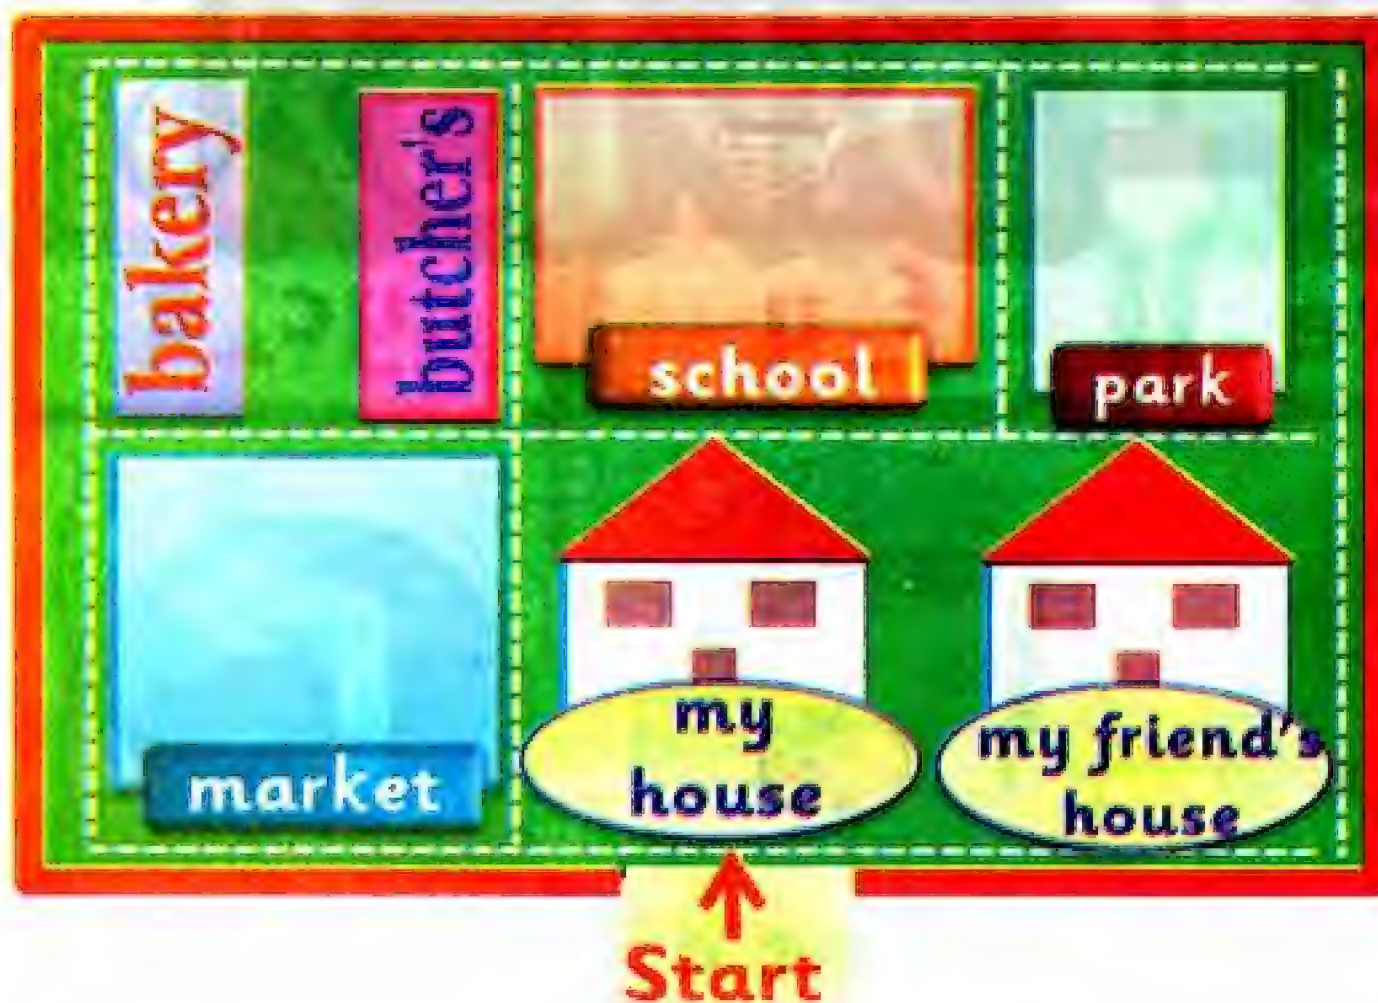 bakery
butcher's
school
park
market
my
house
my friend's
house
Start